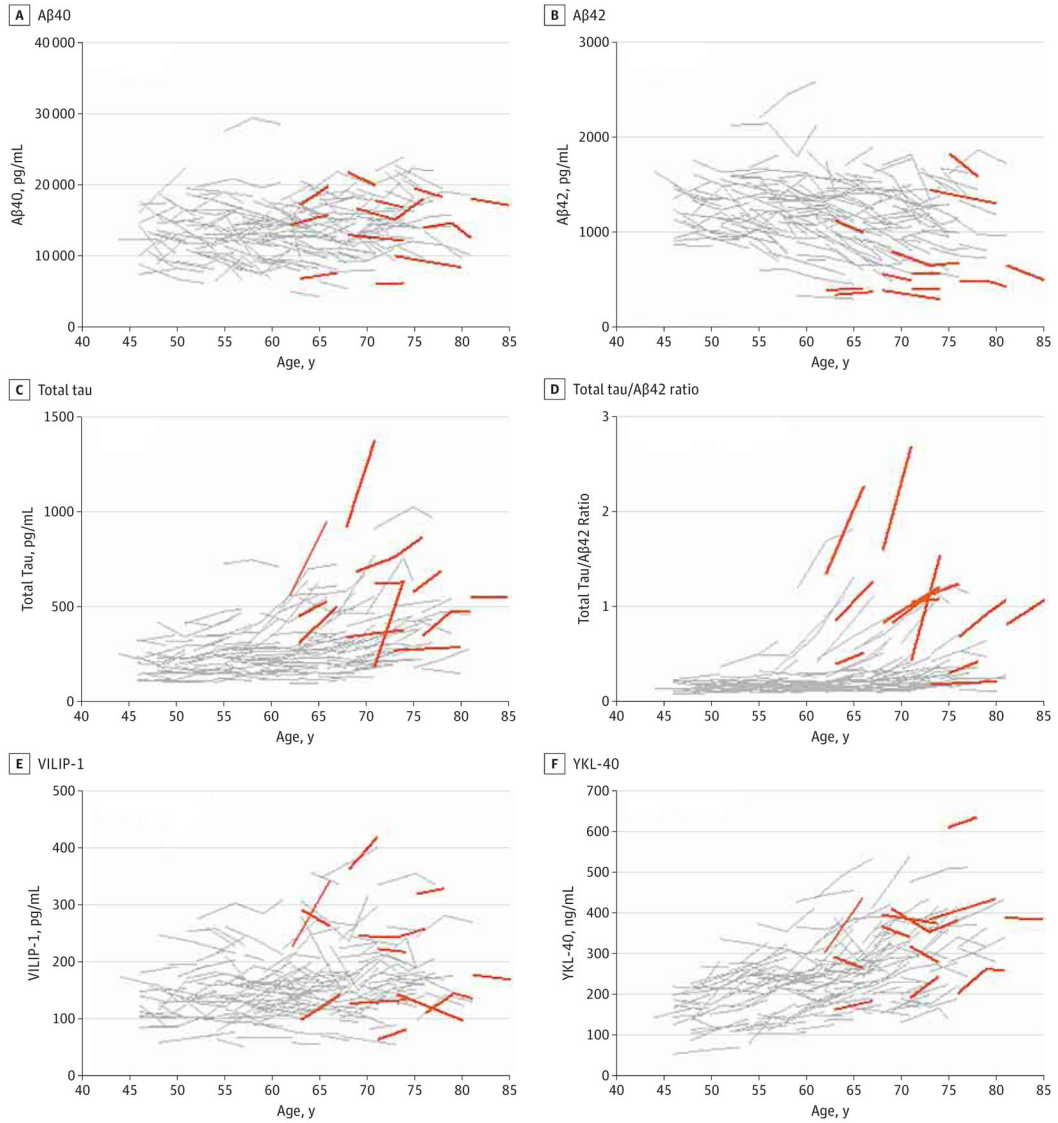 A Aβ40
40 000
30 000
20 000
10 000
0
Aβ40, pg/mL
40 45 50 55 60 65 70 75 80 85
Age, y
B Aβ42
3000
2000
1000
0
Aβ42, pg/mL
40 45 50 55 60 65 70 75 80 85
Age, y
C Total tau
1500
1000
500
0
Total Tau, pg/mL
40 45 50 55 60 65 70 75 80 85
Age, y
D Total tau/Aβ42 ratio
3
2
1
0
Total Tau/Aβ42 Ratio
40 45 50 55 60 65 70 75 80 85
Age, y
E VILIP-1
500
400
300
200
100
0
VILIP-1, pg/mL
40 45 50 55 60 65 70 75 80 85
Age, y
F YKL-40
700
600
500
400
300
200
100
0
YKL-40, ng/mL
40 45 50 55 60 65 70 75 80 85
Age, y